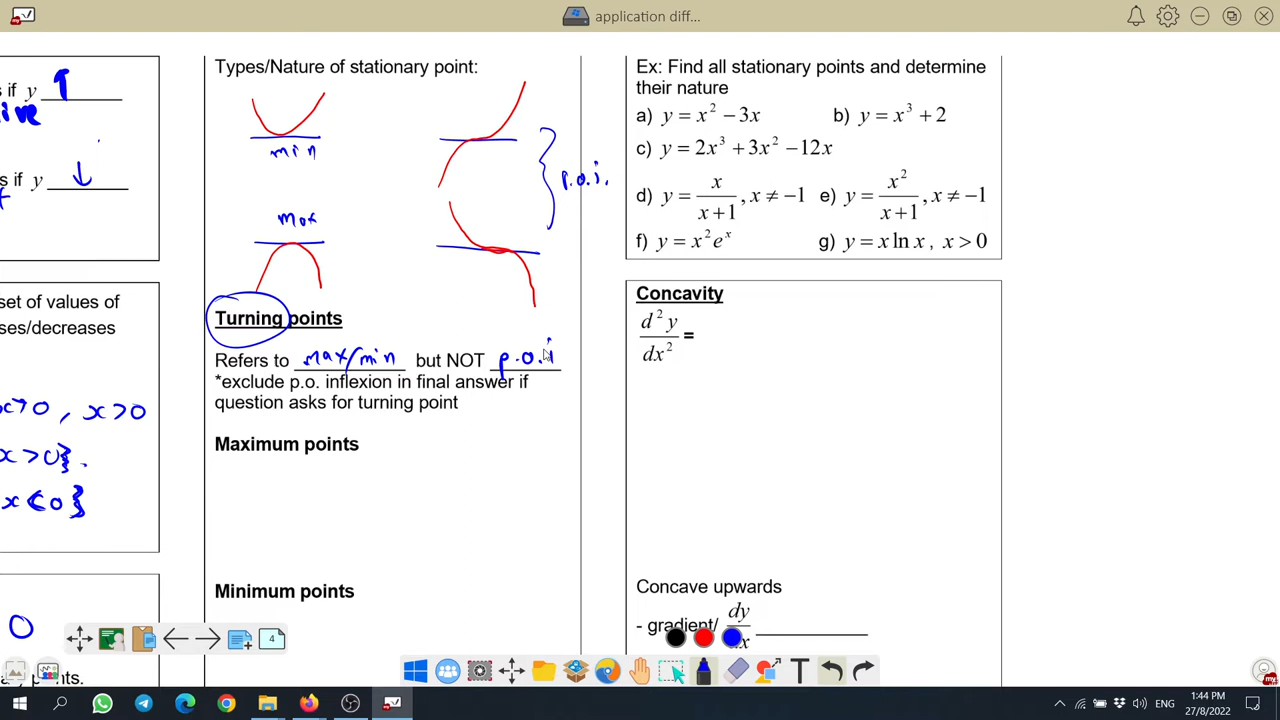 application diff...
s if y
ive
s if y
set of values of
ses/decreases
x>0 , x>0
x>0}.
0
Types/Nature of stationary point:
min
p.o.i.
max
Turning points
Refers to max/min but NOT p.o.i
*exclude p.o. inflexion in final answer if
question asks for turning point
Maximum points
Minimum points
Ex: Find all stationary points and determine
their nature
a) y = x² − 3x b) y = x³ + 2
c) y = 2x³ + 3x² − 12x
d) y = x/(x+1), x ≠ −1 e) y = x²/(x+1), x ≠ −1
f) y = x²eˣ g) y = x ln x , x > 0
Concavity
d²y/dx² =
Concave upwards
- gradient/ dy/dx
4
T
ENG
1:44 PM
27/8/2022